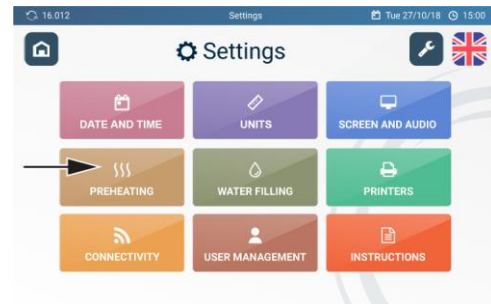 16.012 Settings Tue 27/10/18 15:00
Settings
DATE AND TIME UNITS SCREEN AND AUDIO
PREHEATING WATER FILLING PRINTERS
CONNECTIVITY USER MANAGEMENT INSTRUCTIONS